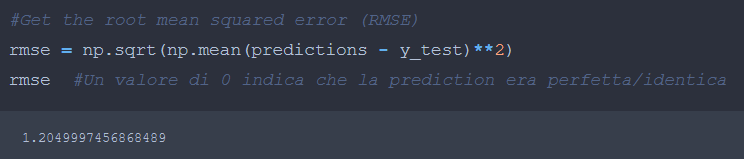 #Get the root mean squared error (RMSE)
rmse = np.sqrt(np.mean(predictions - y_test)**2)
rmse  #Un valore di 0 indica che la prediction era perfetta/identica
1.2049997456868489